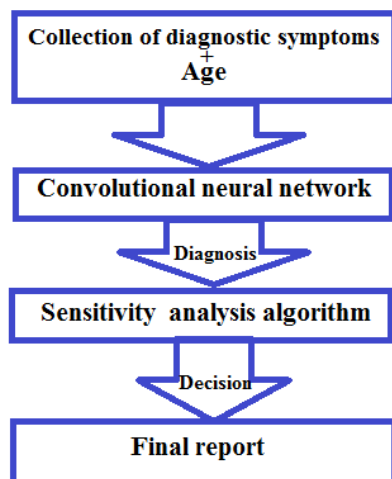 Collection of diagnostic symptoms
+
Age
Convolutional neural network
Diagnosis
Sensitivity analysis algorithm
Decision
Final report